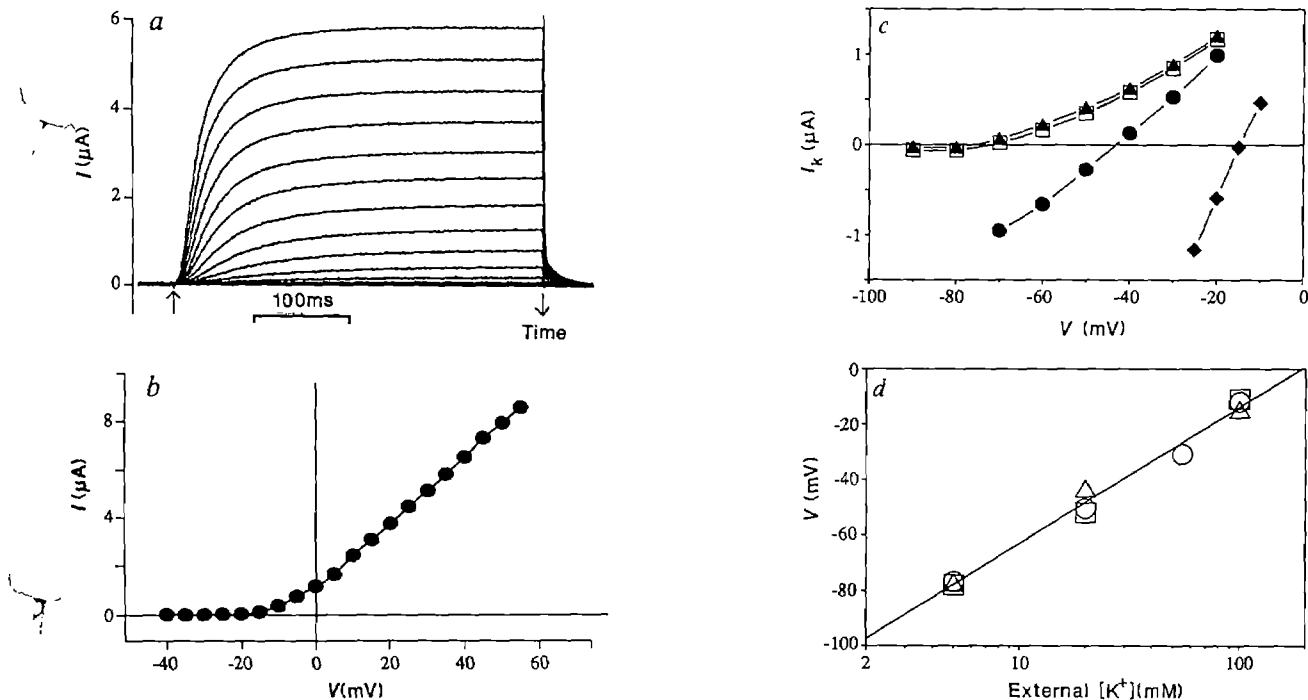 a
6
4
2
0
I (μA)
100ms
Time
b
8
4
0
I (μA)
-40 -20 0 20 40 60
V(mV)
c
1
0
-1
I_k (μA)
-100 -80 -60 -40 -20 0
V (mV)
d
0
-20
-40
-60
-80
-100
V (mV)
2 10 100
External [K+](mM)